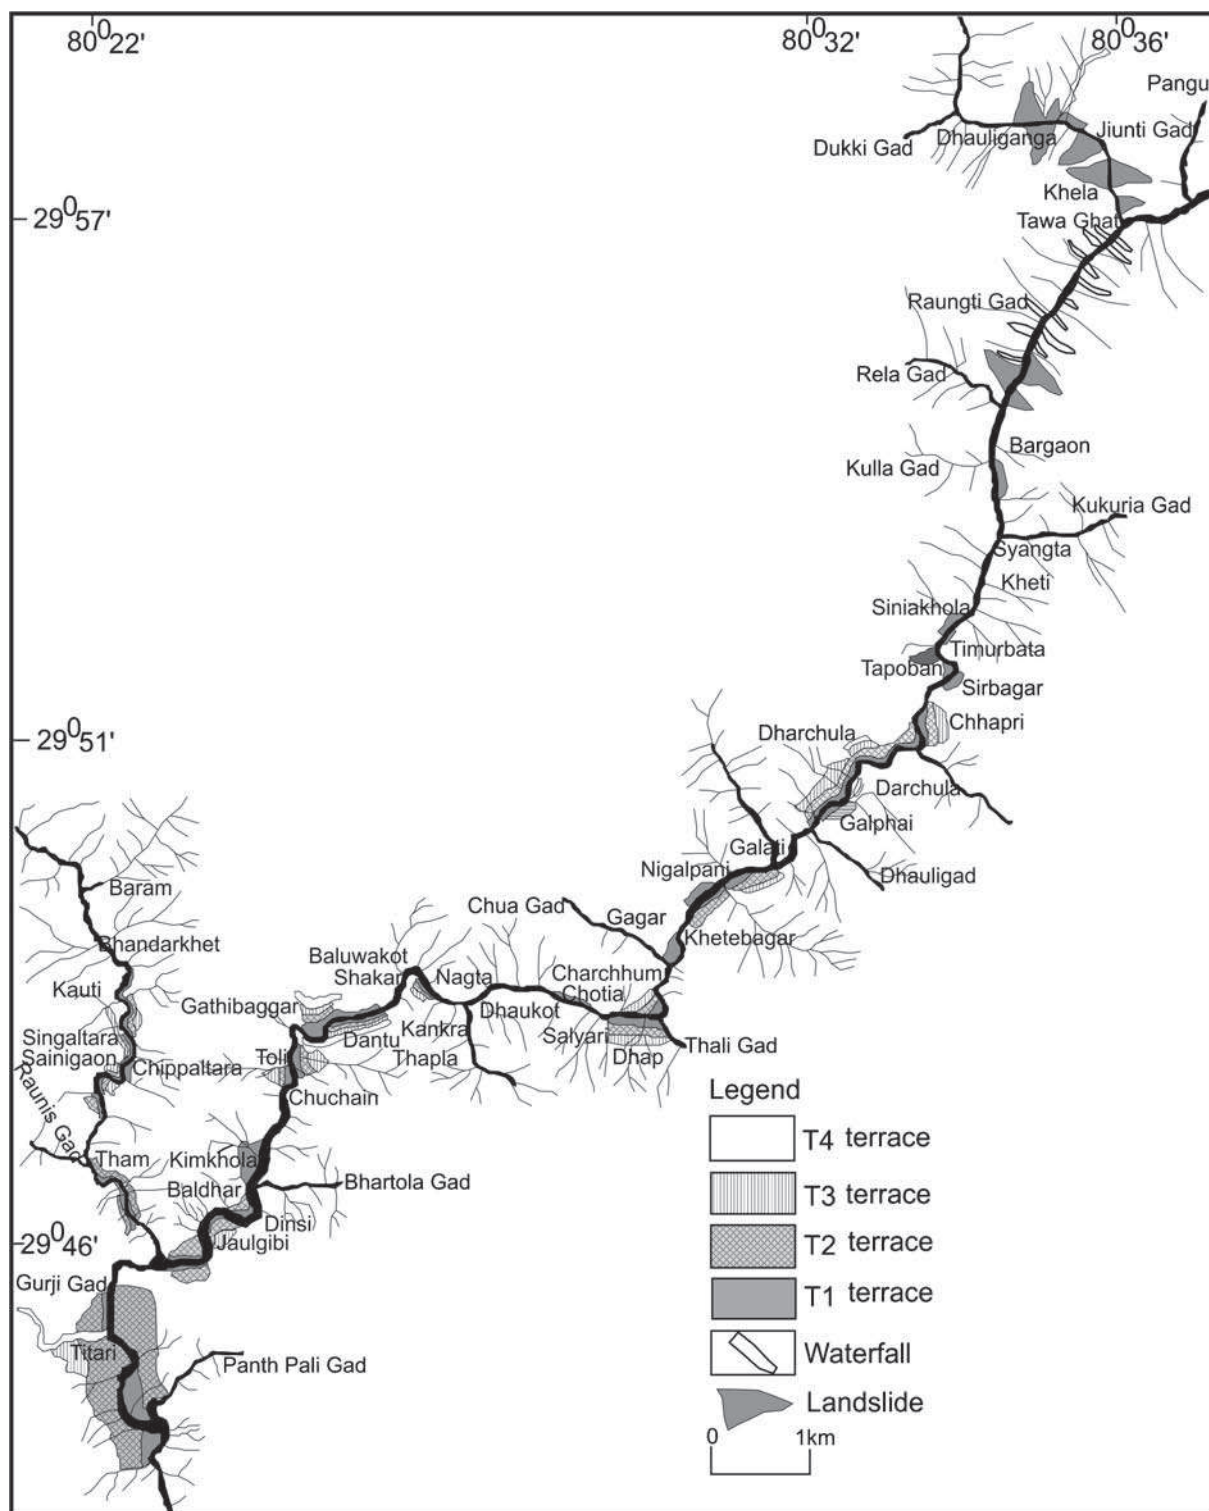 80⁰22'
80⁰32'
80⁰36'
Pangu
Dhauliganga
Jiunti Gad
Dukki Gad
Khela
29⁰57'
Tawa Ghat
Raungti Gad
Rela Gad
Bargaon
Kulla Gad
Kukuria Gad
Syangta
Kheti
Siniakhola
Timurbata
Tapoban
Sirbagar
Chhapri
29⁰51'
Dharchula
Darchula
Galphai
Galati
Nigalpani
Dhauligad
Baram
Chua Gad
Gagar
Khetebagar
Bhandarkhet
Baluwakot
Shakar
Nagta
Charchhum
Chotia
Kauti
Gathibaggar
Dhaukot
Singaltara
Sainigaon
Kankra
Dantu
Salyari
Thali Gad
Chippaltara
Toli
Thapla
Dhap
Raunis Gad
Chuchain
Legend
T4 terrace
Tham
Kimkhola
Baldhar
Bhartola Gad
T3 terrace
Dinsi
29⁰46'
Jaulgibi
T2 terrace
Gurji Gad
T1 terrace
Titari
Panth Pali Gad
Waterfall
Landslide
0 1km